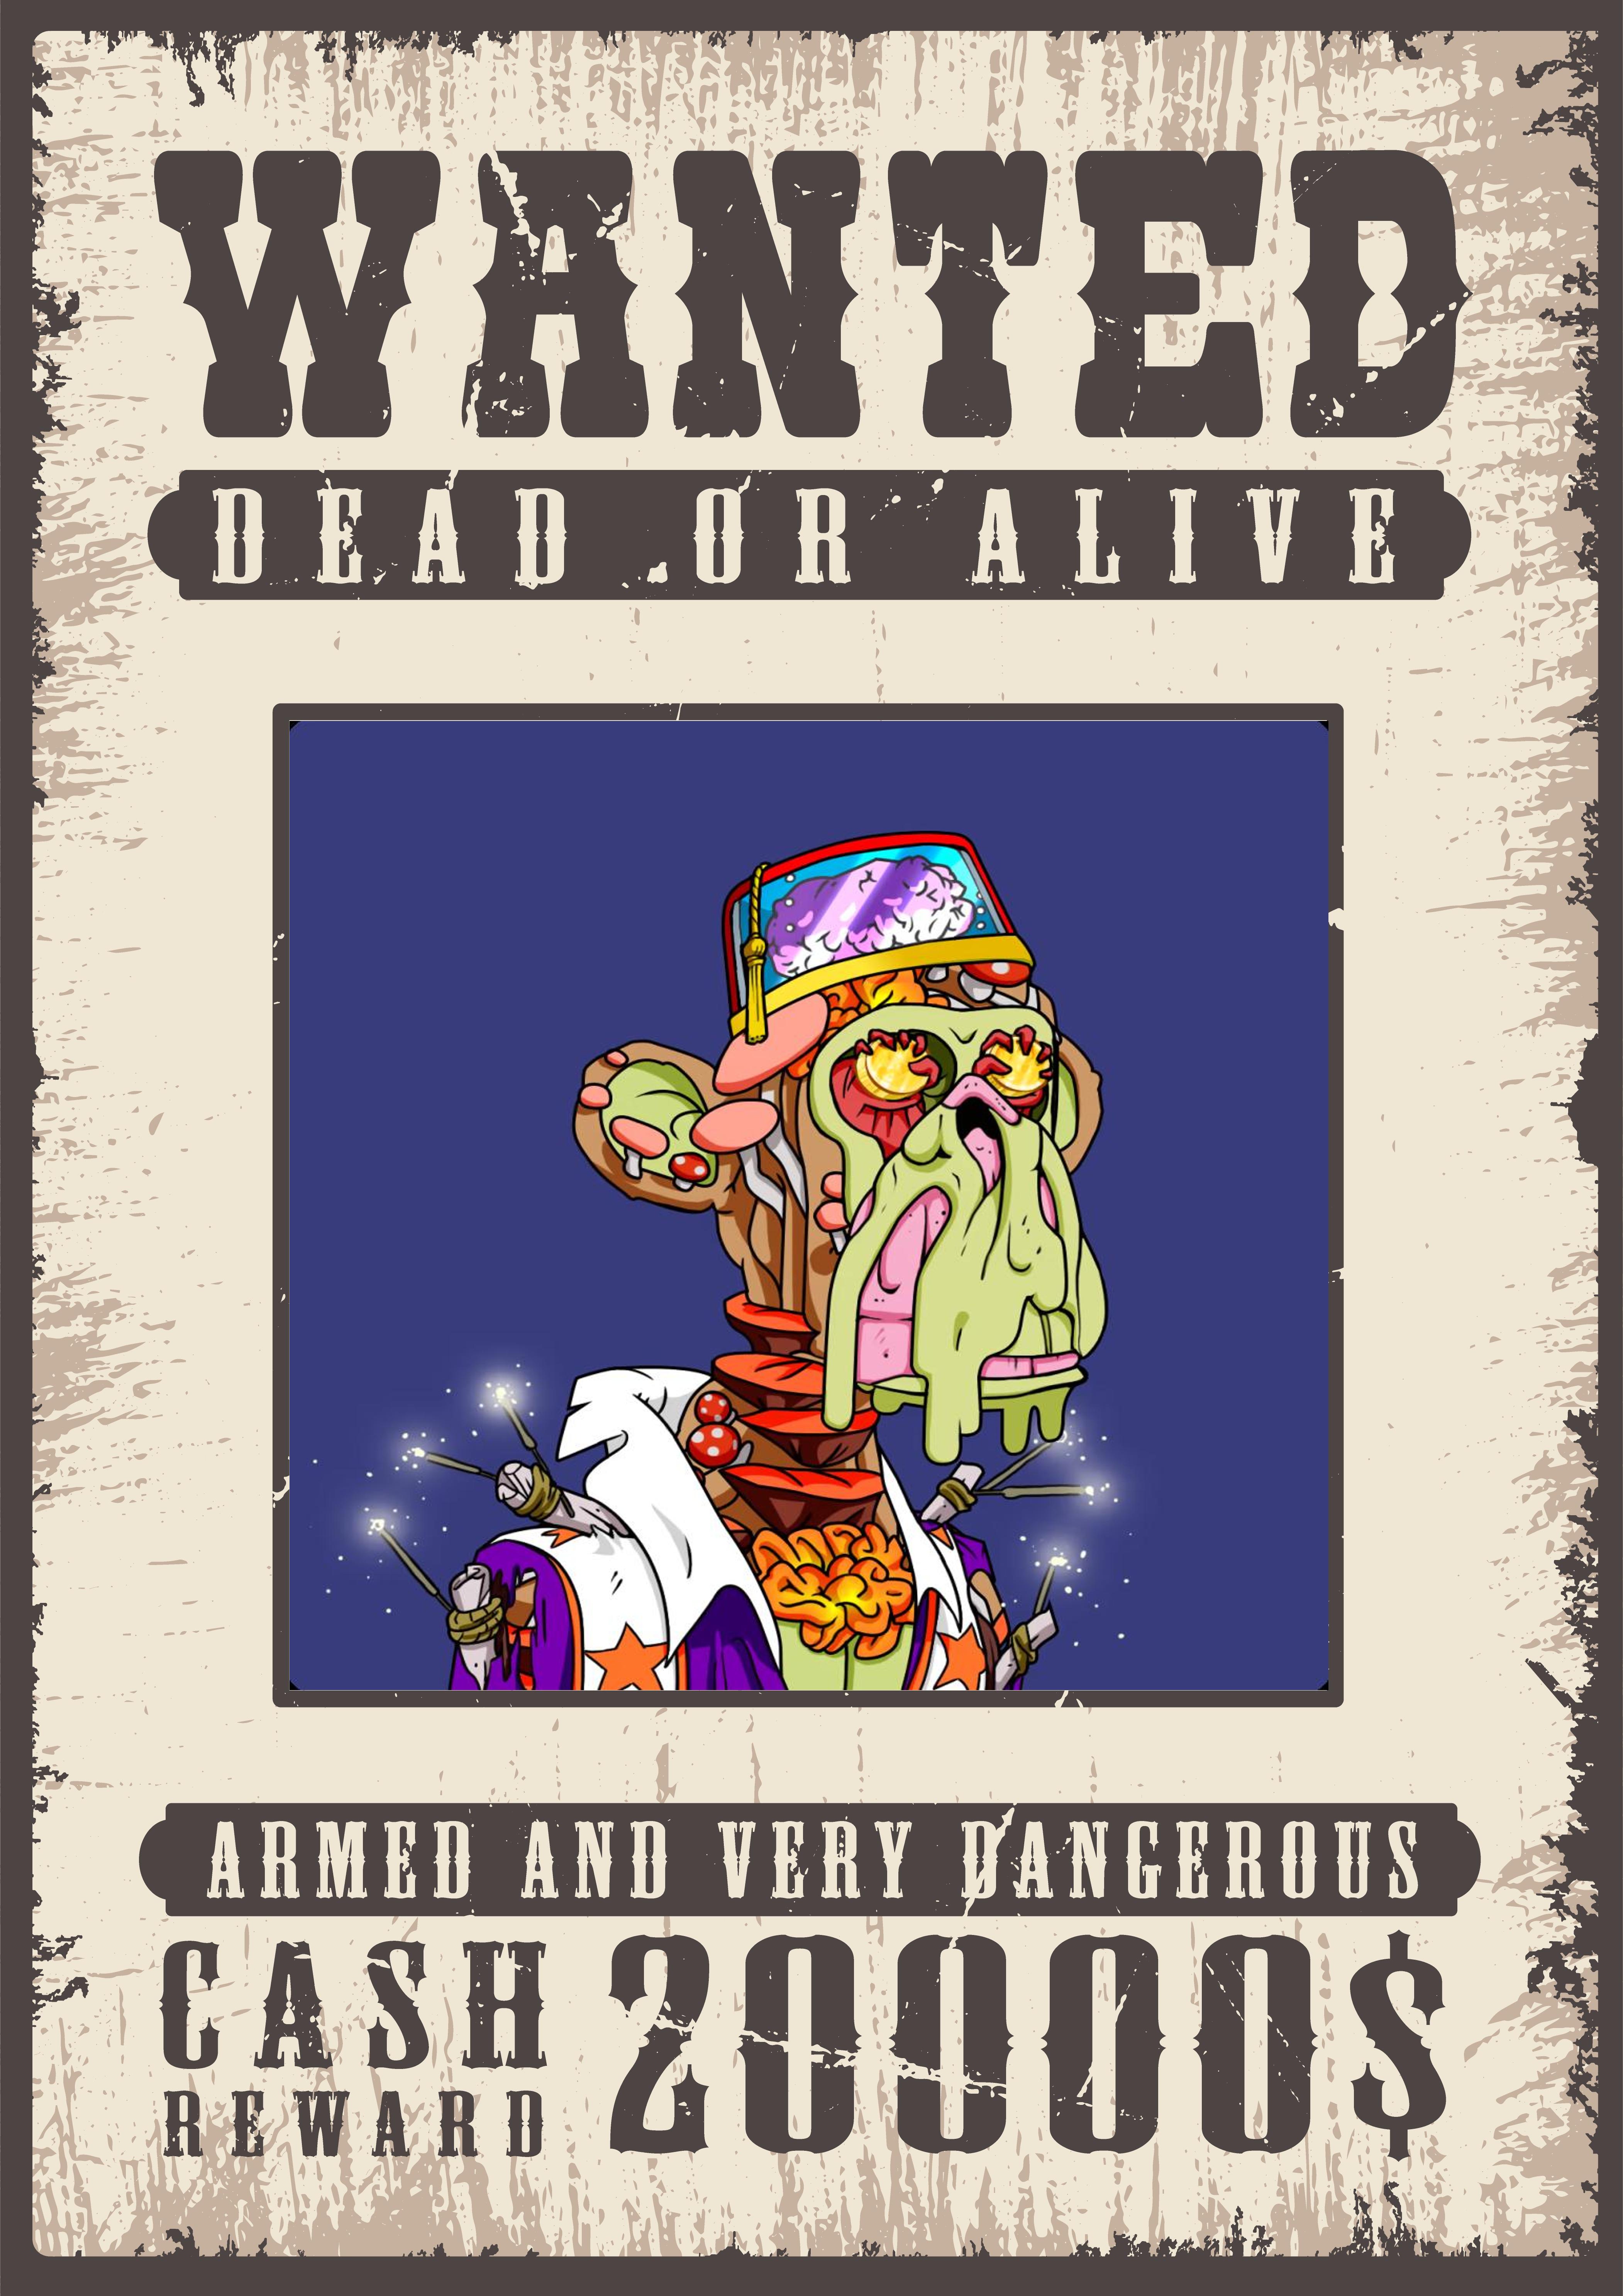 WANTED
DEAD OR ALIVE
ARMED AND VERY DANGEROUS
CASH
REWARD
20000$